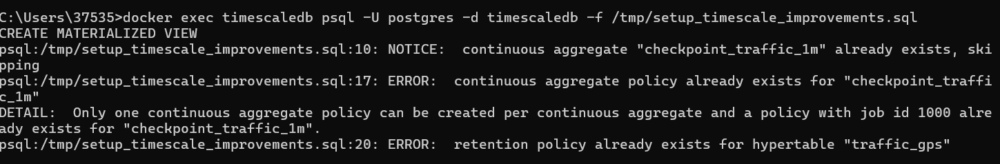 C:\Users\37535>docker exec timescaledb psql -U postgres -d timescaledb -f /tmp/setup_timescale_improvements.sql
CREATE MATERIALIZED VIEW
psql:/tmp/setup_timescale_improvements.sql:10: NOTICE:  continuous aggregate "checkpoint_traffic_1m" already exists, ski
pping
psql:/tmp/setup_timescale_improvements.sql:17: ERROR:  continuous aggregate policy already exists for "checkpoint_traffi
c_1m"
DETAIL:  Only one continuous aggregate policy can be created per continuous aggregate and a policy with job id 1000 alre
ady exists for "checkpoint_traffic_1m".
psql:/tmp/setup_timescale_improvements.sql:20: ERROR:  retention policy already exists for hypertable "traffic_gps"